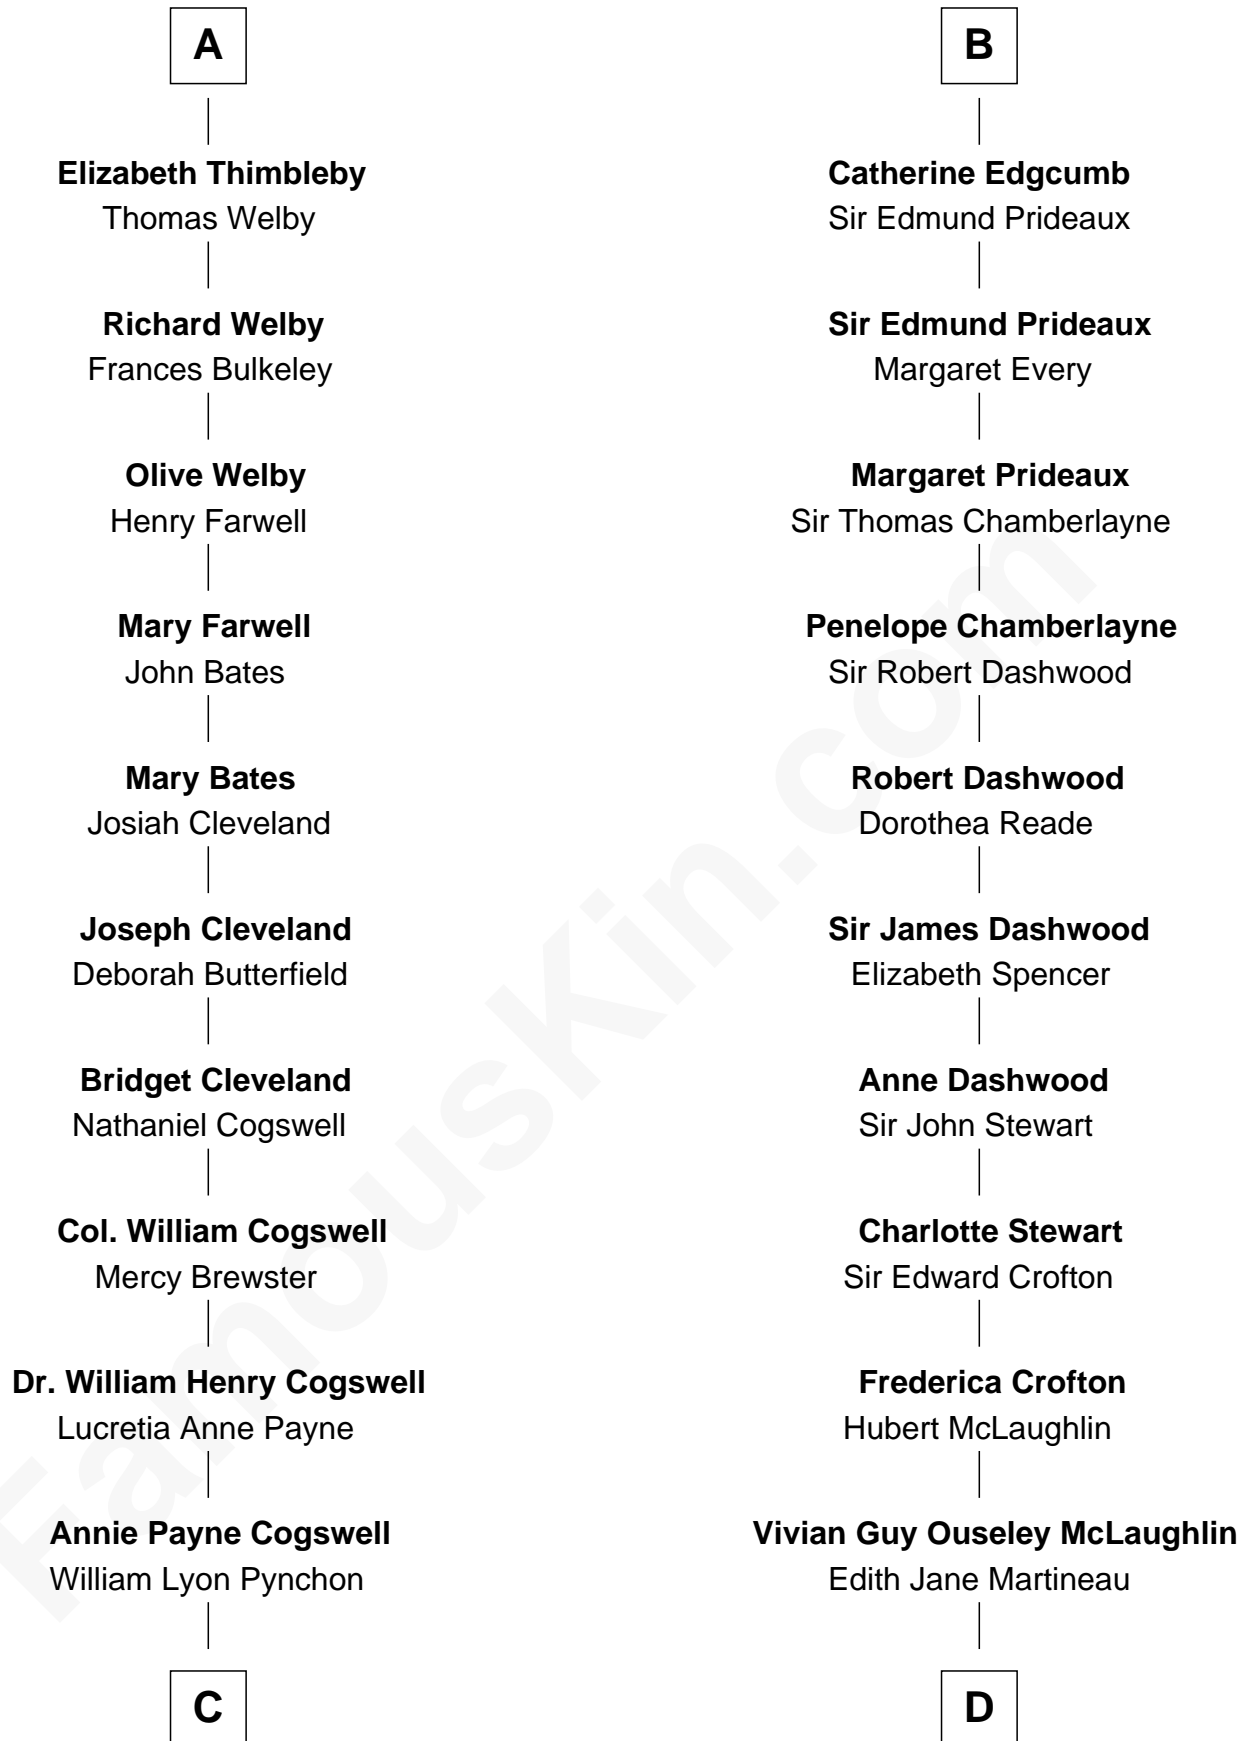 A
Elizabeth Thimbleby
Thomas Welby
Richard Welby
Frances Bulkeley
Olive Welby
Henry Farwell
Mary Farwell
John Bates
Mary Bates
Josiah Cleveland
Joseph Cleveland
Deborah Butterfield
Bridget Cleveland
Nathaniel Cogswell
Col. William Cogswell
Mercy Brewster
Dr. William Henry Cogswell
Lucretia Anne Payne
Annie Payne Cogswell
William Lyon Pynchon
C
B
Catherine Edgcumb
Sir Edmund Prideaux
Sir Edmund Prideaux
Margaret Every
Margaret Prideaux
Sir Thomas Chamberlayne
Penelope Chamberlayne
Sir Robert Dashwood
Robert Dashwood
Dorothea Reade
Sir James Dashwood
Elizabeth Spencer
Anne Dashwood
Sir John Stewart
Charlotte Stewart
Sir Edward Crofton
Frederica Crofton
Hubert McLaughlin
Vivian Guy Ouseley McLaughlin
Edith Jane Martineau
D
FamousKin.com